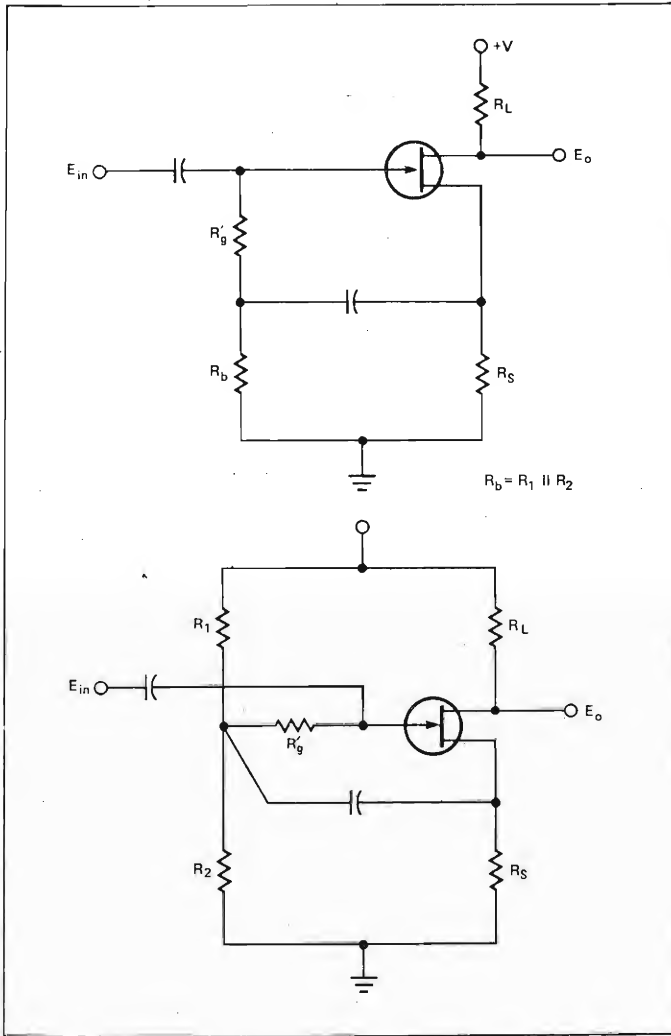 +V
R_L
E_in
E_o
R'_g
R_b
R_S
R_b = R_1 || R_2
R_1
R_L
E_in
E_o
R'_g
R_2
R_S